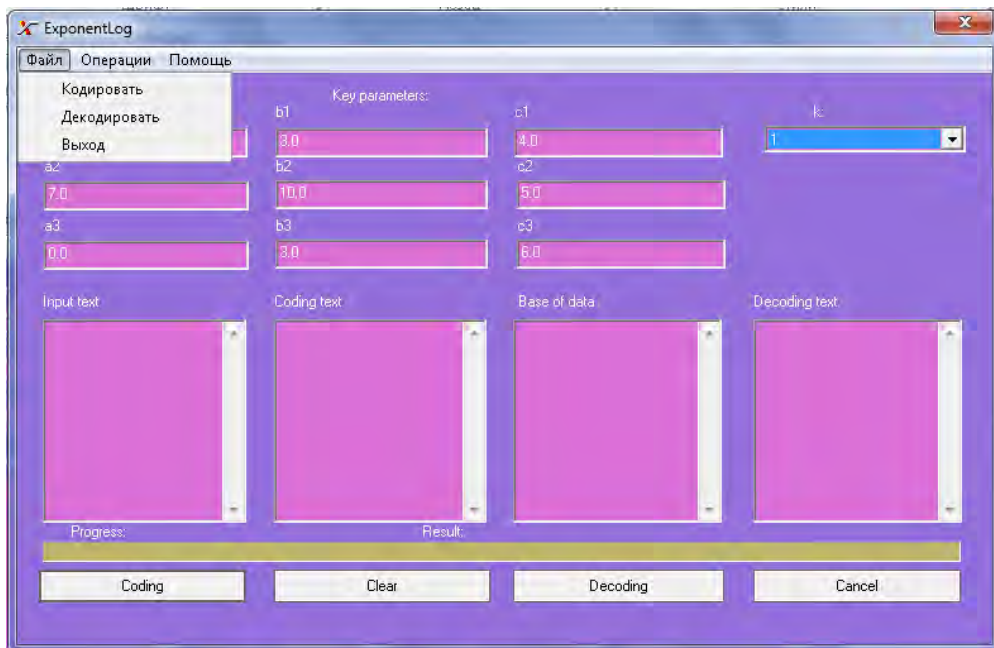 ExponentLog
Файл Операции Помощь
Кодировать
Декодировать
Выход
Key parameters:
b1 c1 k:
3.0 4.0 1
a2 b2 c2
7.0 10.0 5.0
a3 b3 c3
0.0 3.0 6.0
Input text Coding text Base of data Decoding text
Progress: Result:
Coding Clear Decoding Cancel